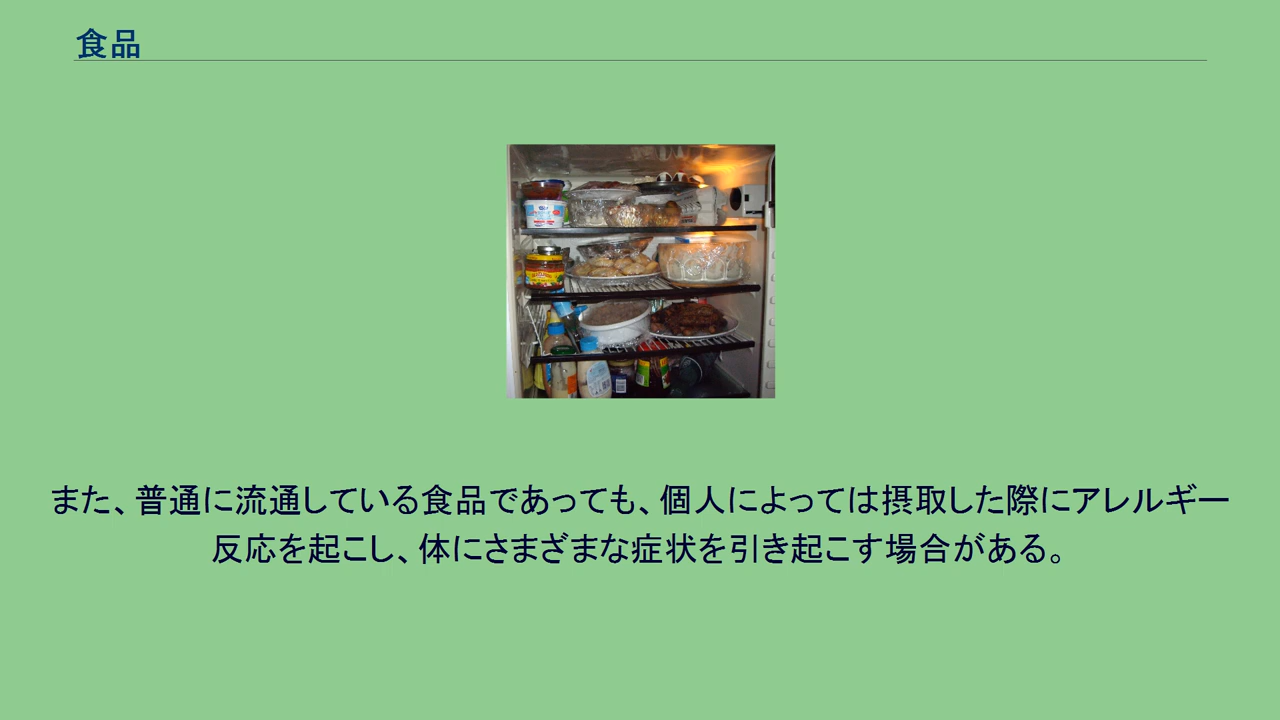 食品
また、普通に流通している食品であっても、個人によっては摂取した際にアレルギー
反応を起こし、体にさまざまな症状を引き起こす場合がある。